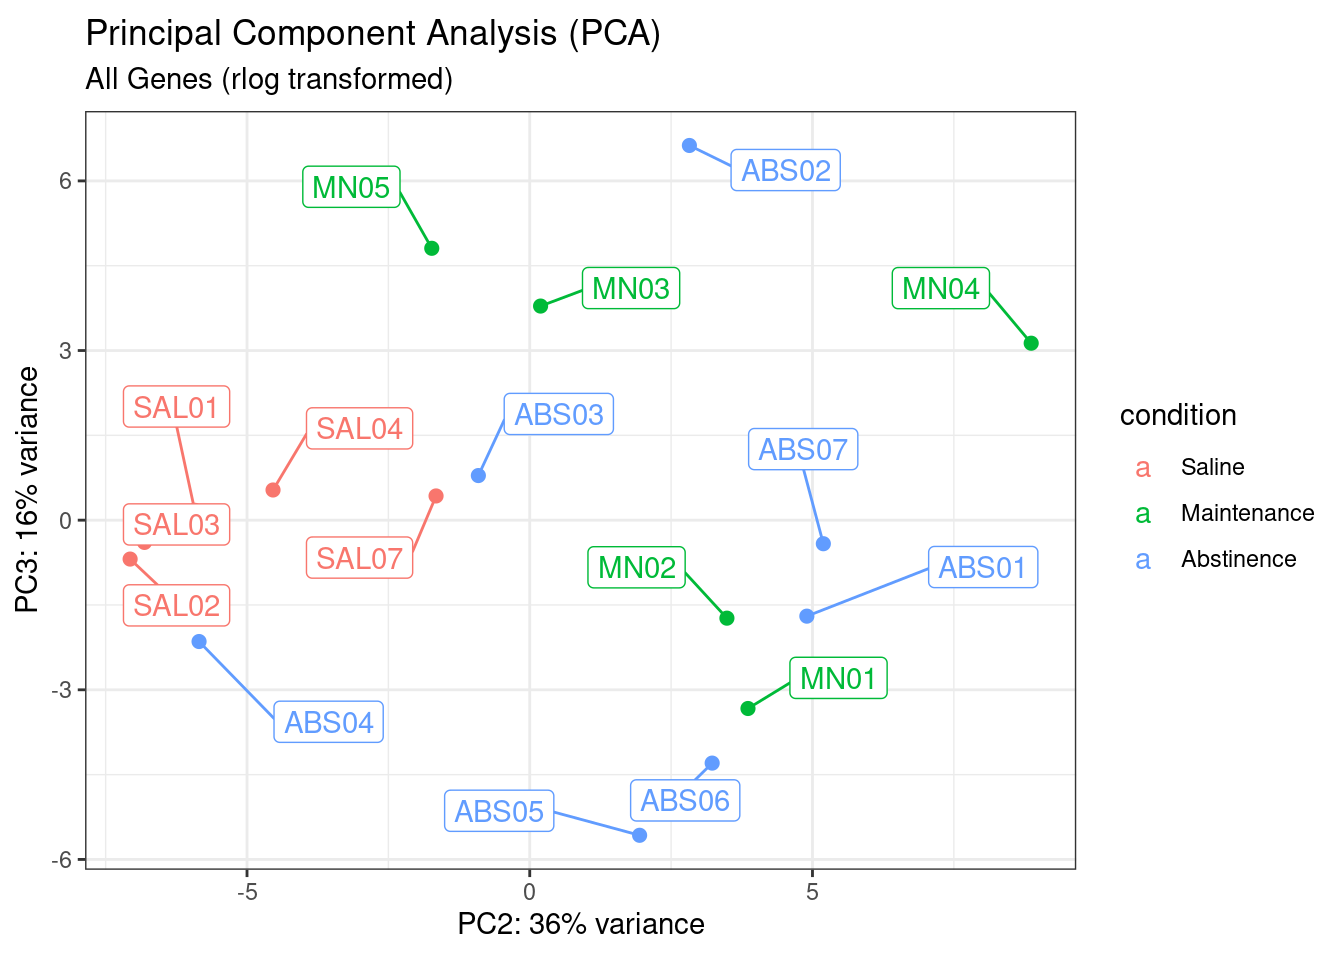 Principal Component Analysis (PCA)
All Genes (rlog transformed)
ABS02
MN05
6
MN03
MN04
3
SAL01
ABS03
SAL04
ABS07
condition
a Saline
a Maintenance
a Abstinence
PC3: 16% variance
0
SAL03
SAL07
MN02
ABS01
SAL02
MN01
-3
ABS04
ABS06
ABS05
-6
-5
0
5
PC2: 36% variance